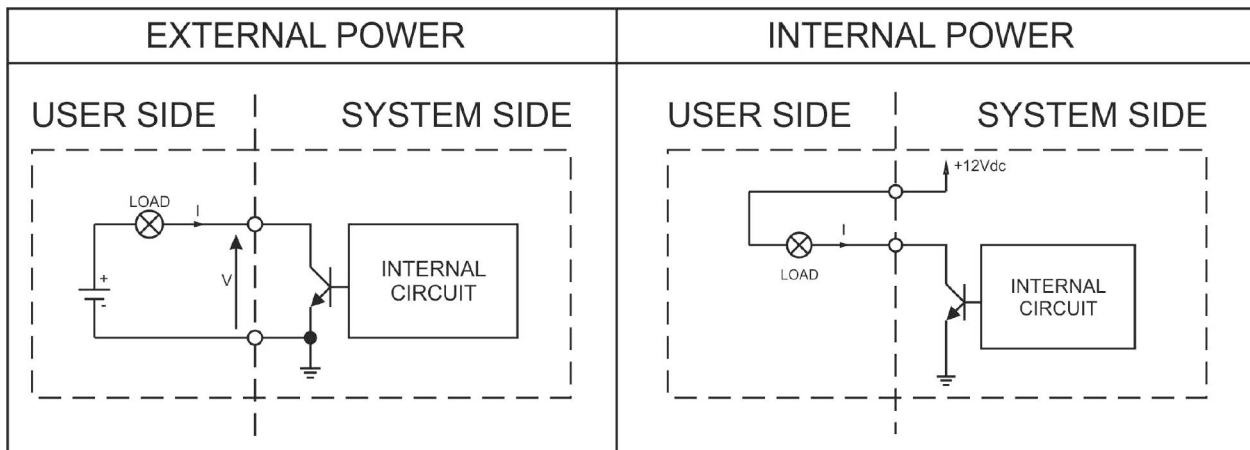 EXTERNAL POWER
USER SIDE
SYSTEM SIDE
LOAD
I
+
-
V
INTERNAL
CIRCUIT
INTERNAL POWER
USER SIDE
SYSTEM SIDE
+12Vdc
I
LOAD
INTERNAL
CIRCUIT